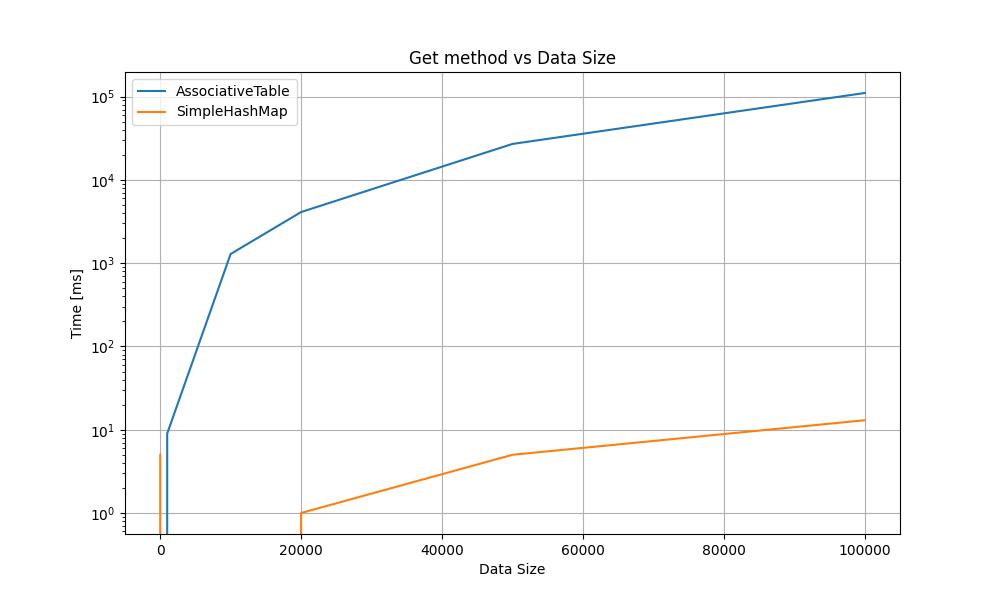 Get method vs Data Size
AssociativeTable
SimpleHashMap
10^5
10^4
10^3
10^2
10^1
10^0
Time [ms]
0 20000 40000 60000 80000 100000
Data Size